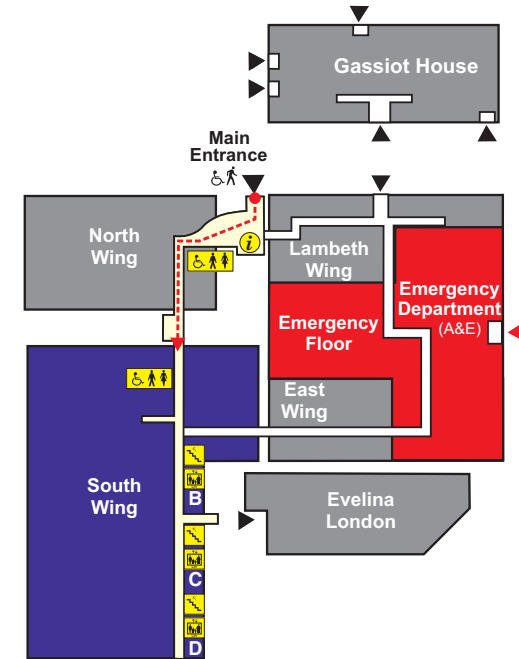 Gassiot House
Main
Entrance
North
Wing
i
Lambeth
Wing
Emergency
Department
(A&E)
Emergency
Floor
East
Wing
South
Wing
B
Evelina
London
C
D